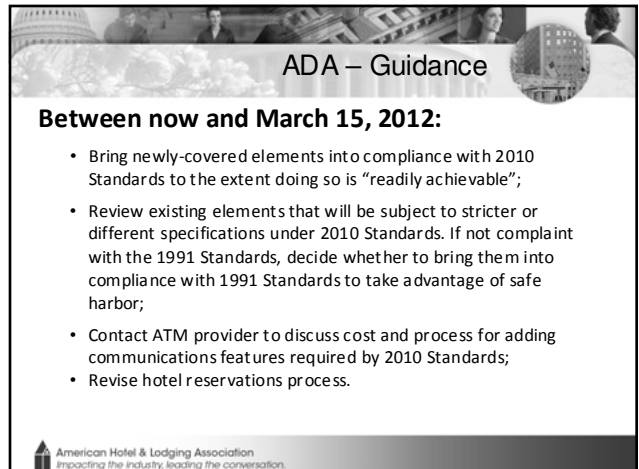 ADA – Guidance
Between now and March 15, 2012:
• Bring newly-covered elements into compliance with 2010
Standards to the extent doing so is “readily achievable”;
• Review existing elements that will be subject to stricter or
different specifications under 2010 Standards. If not complaint
with the 1991 Standards, decide whether to bring them into
compliance with 1991 Standards to take advantage of safe
harbor;
• Contact ATM provider to discuss cost and process for adding
communications features required by 2010 Standards;
• Revise hotel reservations process.
American Hotel & Lodging Association
Impacting the industry, leading the conversation.